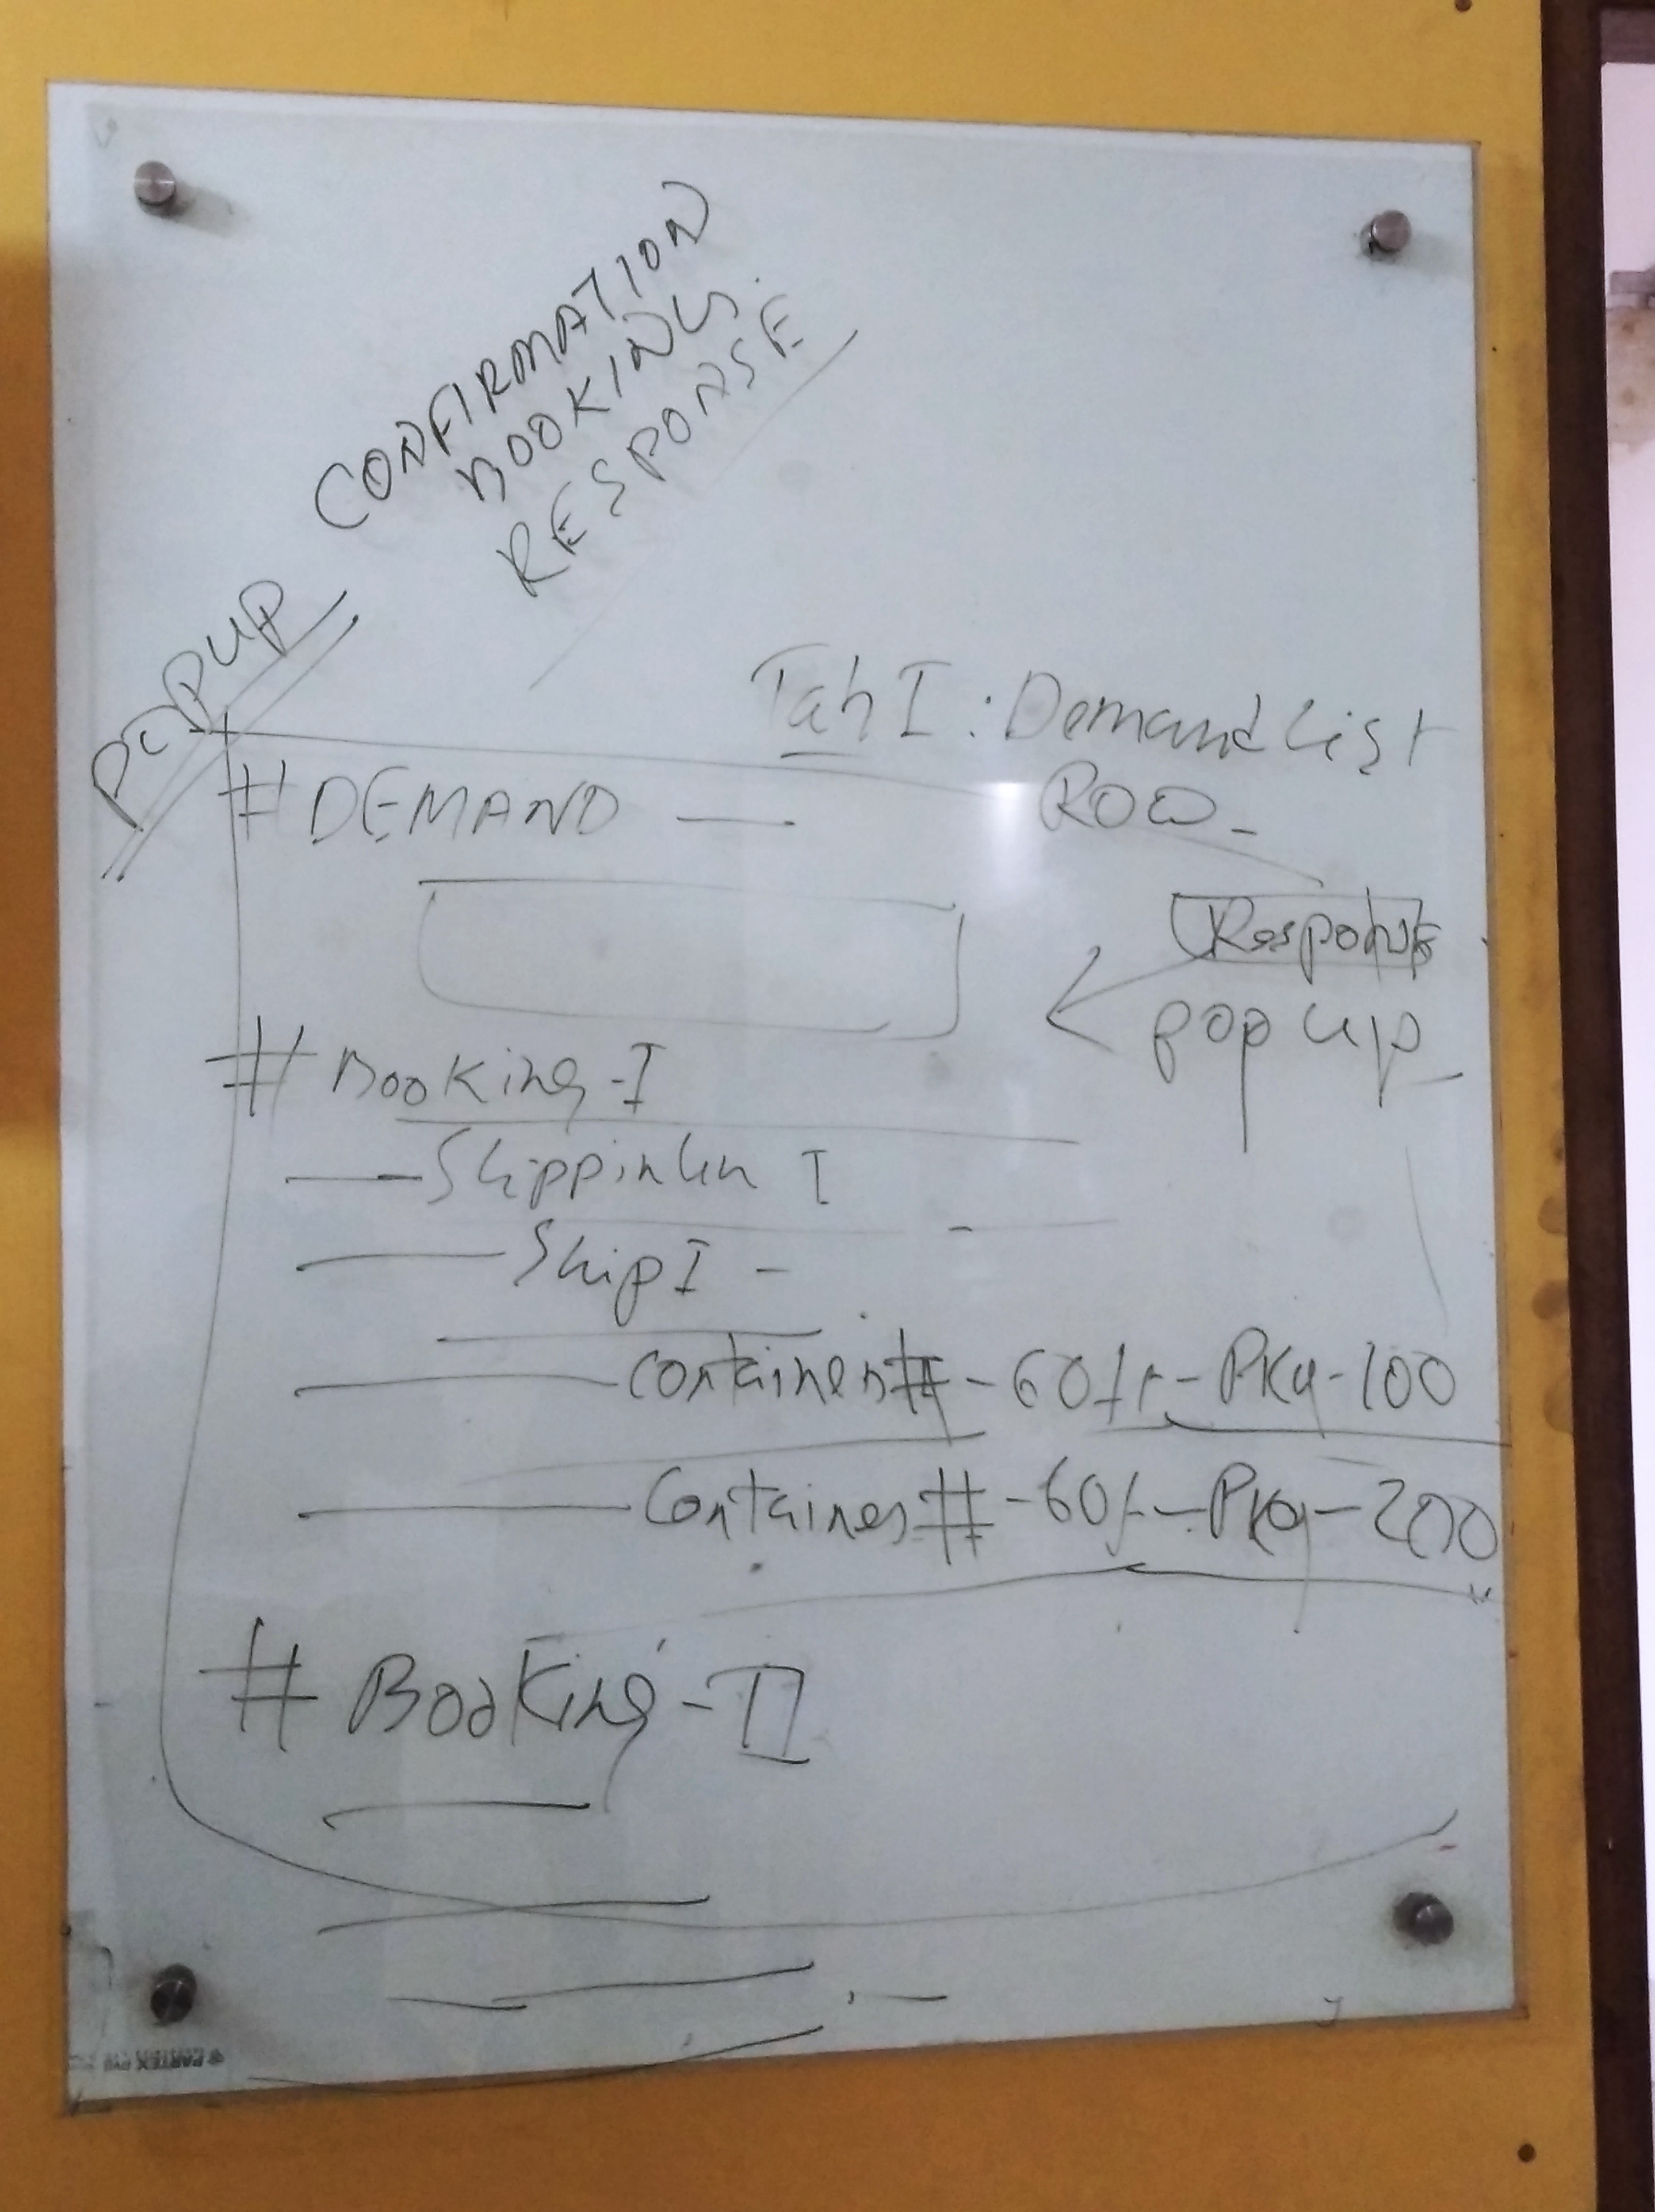 CONFIRMATION
BOOKING
RESPONSE
POPUP
Tab I : Demand List
# DEMAND —
ROW -
Response
pop up
# Booking - I
— Shippinlin I
— Ship I -
— Container # - 60ft - Pkg - 100
— Container # - 60f - Pkg - 200
# Booking - II